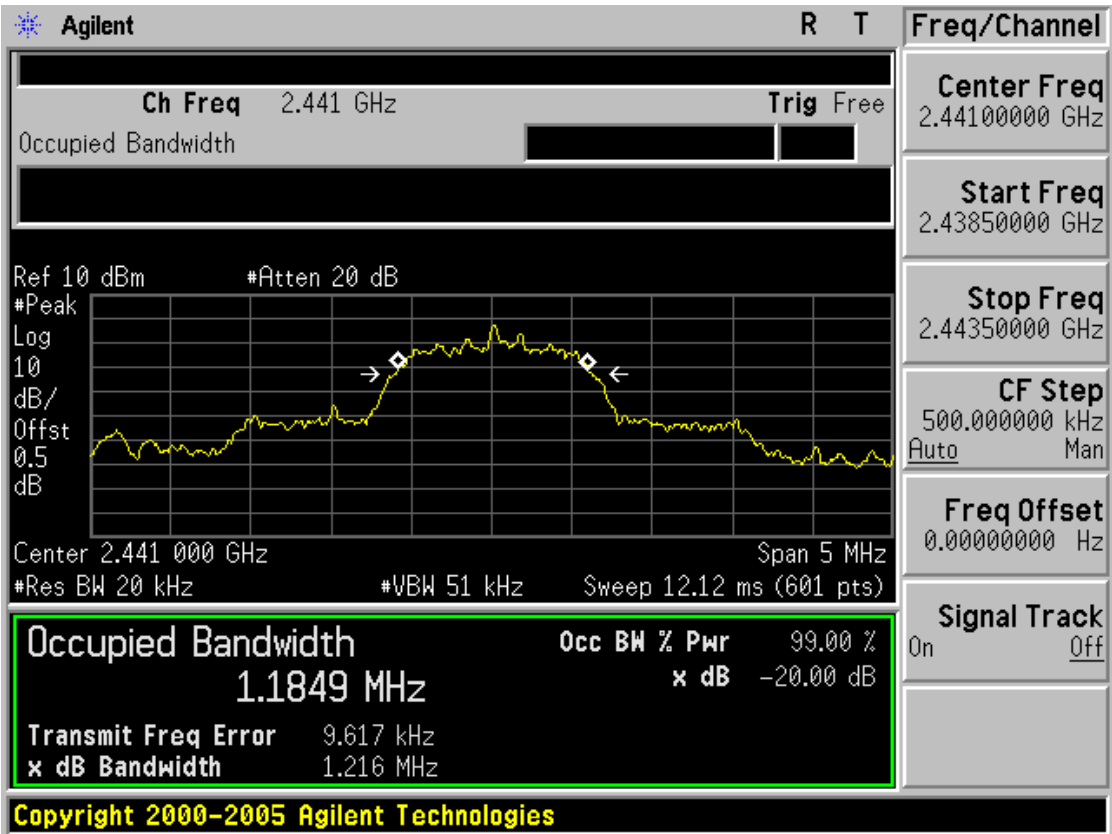 Agilent R T
Ch Freq 2.441 GHz Trig Free
Occupied Bandwidth
Ref 10 dBm #Atten 20 dB
#Peak
Log
10
dB/
Offst
0.5
dB
Center 2.441 000 GHz Span 5 MHz
#Res BW 20 kHz #VBW 51 kHz Sweep 12.12 ms (601 pts)
Occupied Bandwidth
1.1849 MHz
Occ BW % Pwr 99.00 %
x dB -20.00 dB
Transmit Freq Error 9.617 kHz
x dB Bandwidth 1.216 MHz
Copyright 2000-2005 Agilent Technologies
Freq/Channel
Center Freq
2.44100000 GHz
Start Freq
2.43850000 GHz
Stop Freq
2.44350000 GHz
CF Step
500.000000 kHz
Auto Man
Freq Offset
0.00000000 Hz
Signal Track
On Off